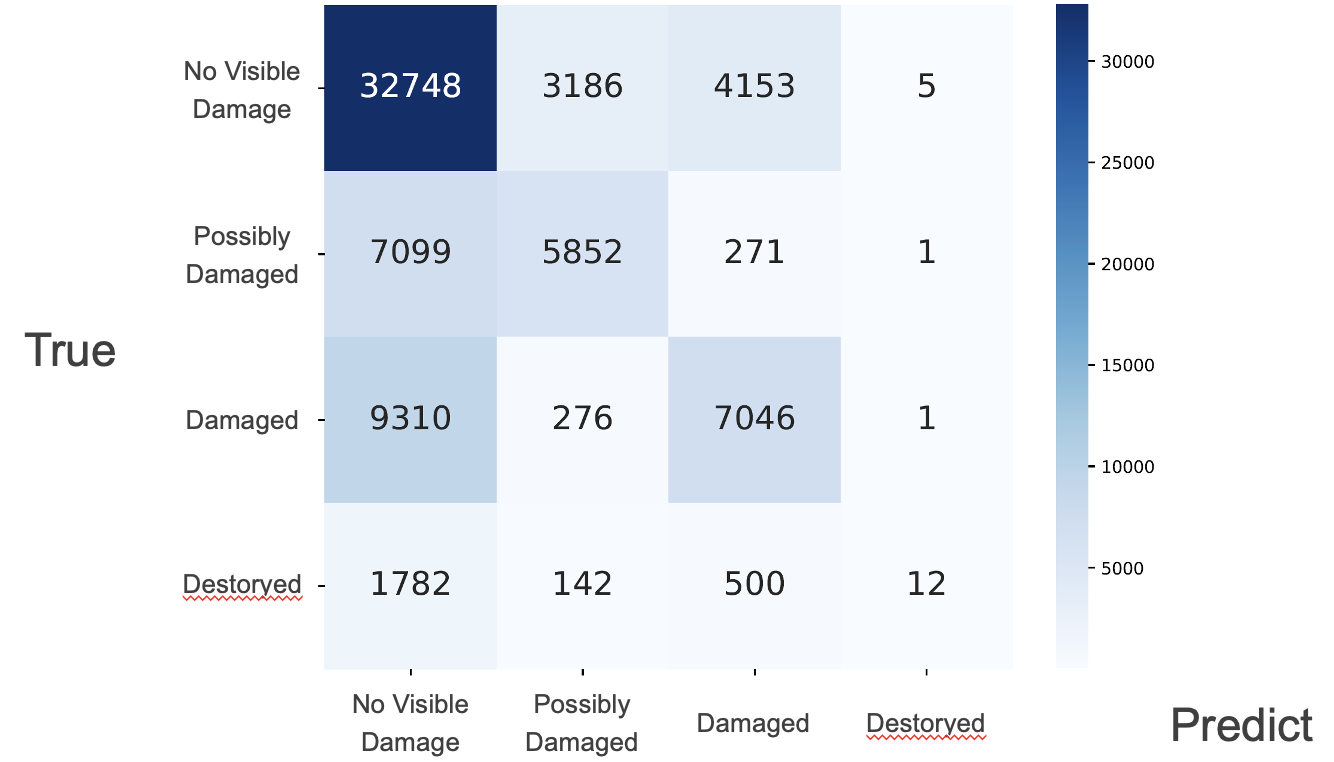 No Visible
Damage
32748 3186 4153 5
Possibly
Damaged
7099 5852 271 1
True
Damaged
9310 276 7046 1
Destoryed
1782 142 500 12
No Visible
Damage
Possibly
Damaged
Damaged
Destoryed
30000
25000
20000
15000
10000
5000
Predict